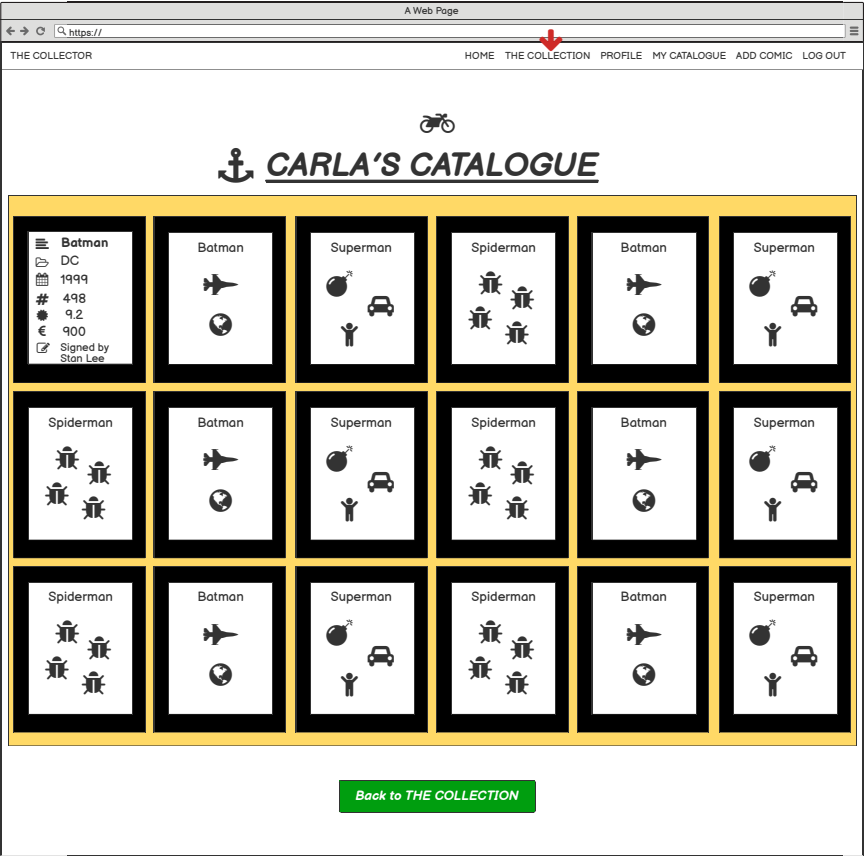 A Web Page
https://
THE COLLECTOR
HOME THE COLLECTION PROFILE MY CATALOGUE ADD COMIC LOG OUT
CARLA'S CATALOGUE
Batman
DC
1999
# 498
9.2
€ 900
Signed by
Stan Lee
Batman
Superman
Spiderman
Batman
Superman
Spiderman
Batman
Superman
Spiderman
Batman
Superman
Spiderman
Batman
Superman
Spiderman
Batman
Superman
Back to THE COLLECTION